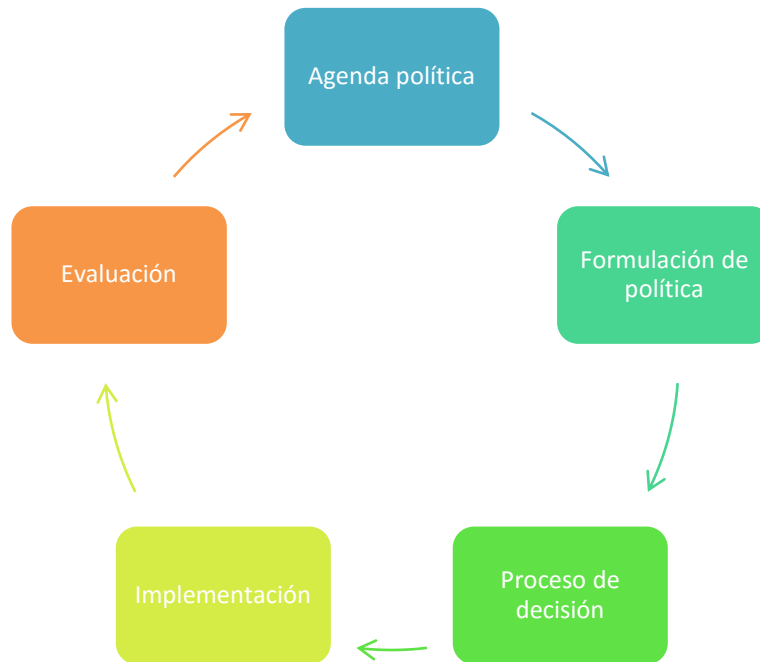 Agenda política
Formulación de
política
Proceso de
decisión
Implementación
Evaluación